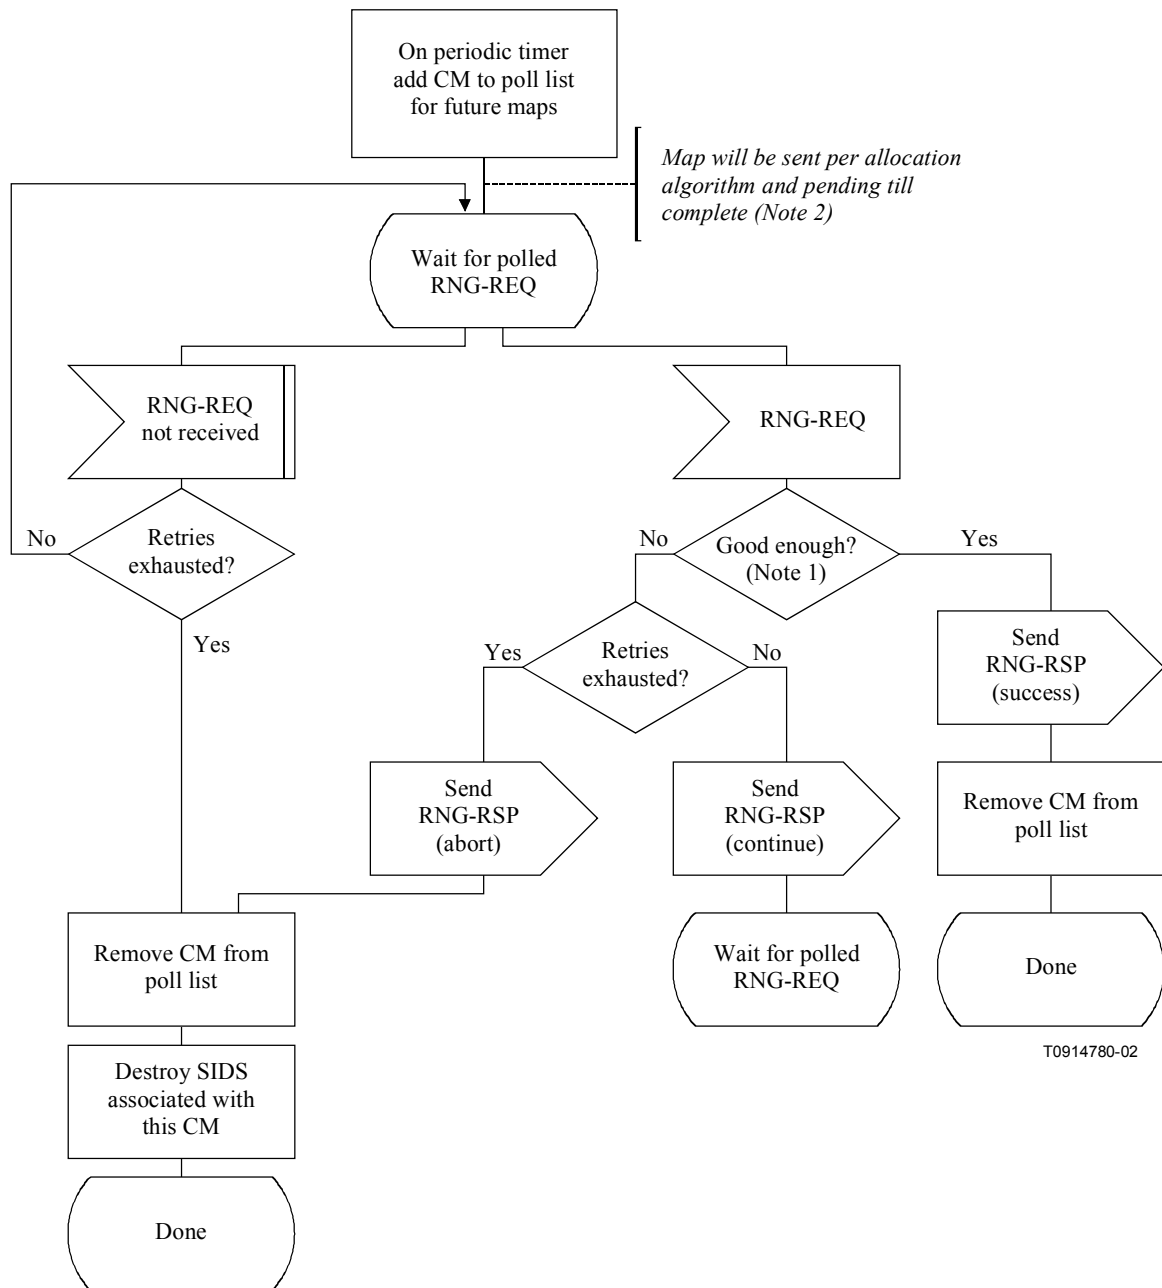 On periodic timer
add CM to poll list
for future maps
Map will be sent per allocation
algorithm and pending till
complete (Note 2)
Wait for polled
RNG-REQ
RNG-REQ
not received
RNG-REQ
No
Retries
exhausted?
Yes
No
Good enough?
(Note 1)
Yes
Yes
Retries
exhausted?
No
Send
RNG-RSP
(success)
Send
RNG-RSP
(abort)
Send
RNG-RSP
(continue)
Remove CM from
poll list
Remove CM from
poll list
Wait for polled
RNG-REQ
Done
T0914780-02
Destroy SIDS
associated with
this CM
Done